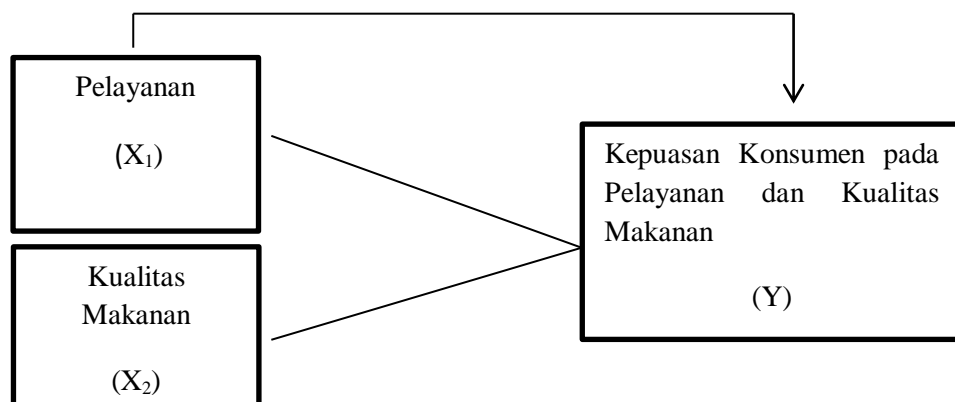 Pelayanan
(X₁)
Kualitas
Makanan
(X₂)
Kepuasan Konsumen pada
Pelayanan dan Kualitas
Makanan
(Y)